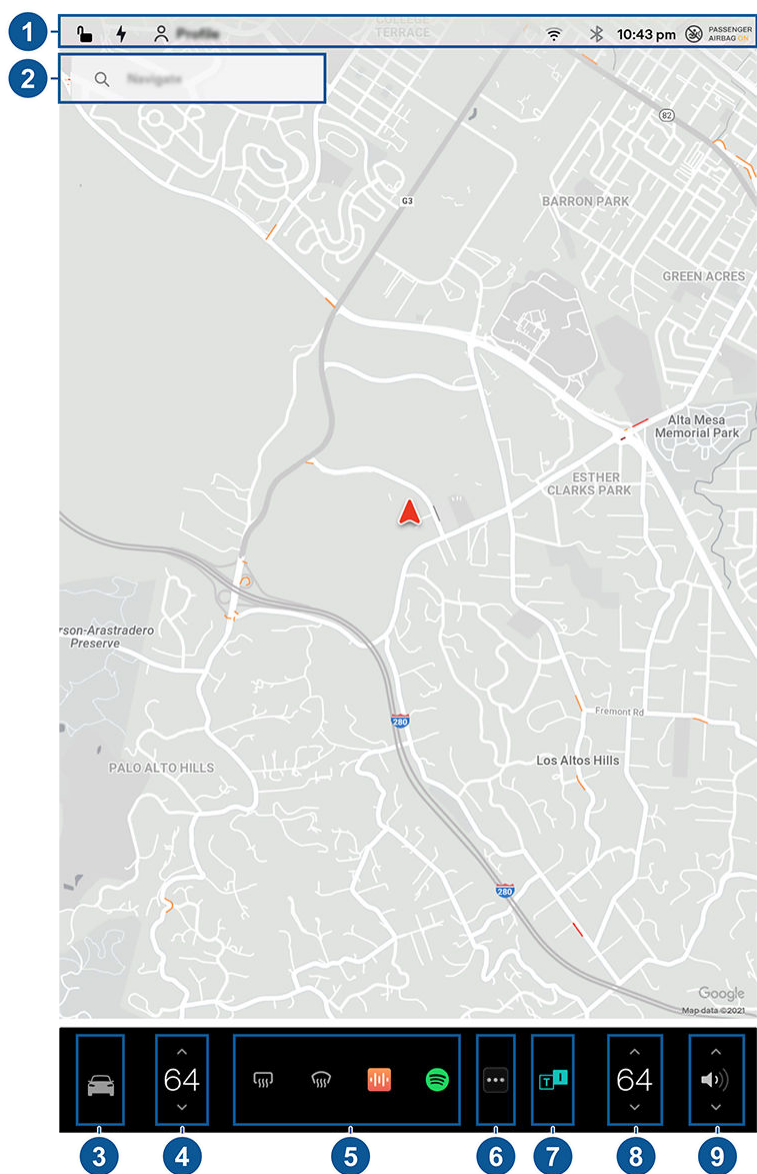 1
COLLEGE
TERRACE
Profile
10:43 pm
PASSENGER
AIRBAG ON
2
Navigate
82
G3
BARRON PARK
GREEN ACRES
Alta Mesa
Memorial Park
ESTHER
CLARKS PARK
rson-Arastradero
Preserve
280
Fremont Rd
Los Altos Hills
PALO ALTO HILLS
280
Google
Map data ©2021
64
T
I
64
3
4
5
6
7
8
9